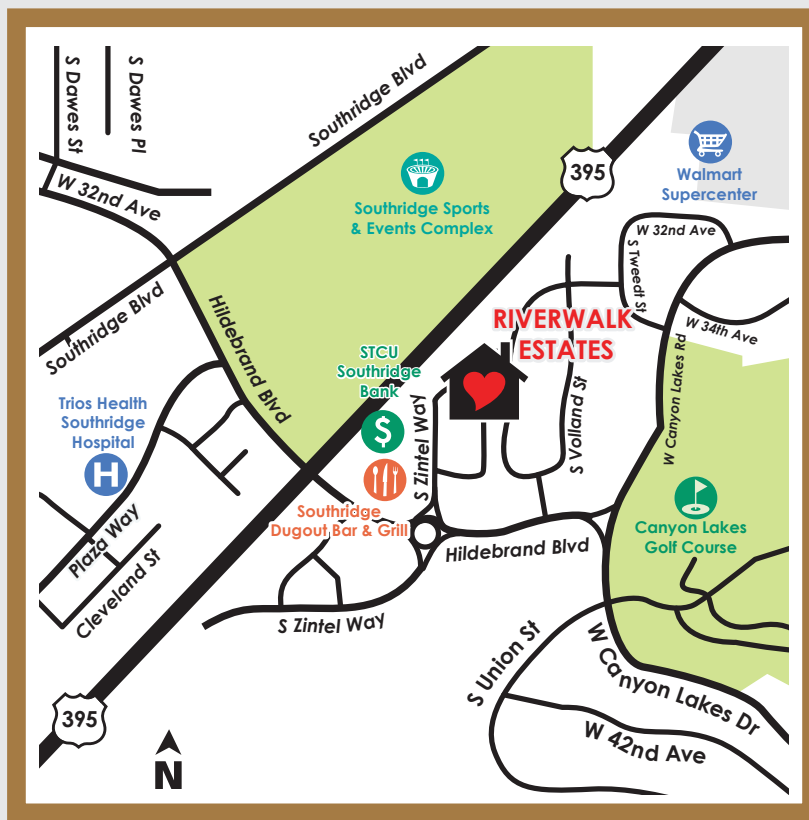 S Dawes St
S Dawes Pl
Southridge Blvd
W 32nd Ave
395
Walmart
Supercenter
Southridge Sports
& Events Complex
W 32nd Ave
S Tweedt St
Southridge Blvd
Hildebrand Blvd
RIVERWALK
ESTATES
W 34th Ave
STCU
Southridge
Bank
$
W Canyon Lakes Rd
Trios Health
Southridge
Hospital
H
S Zintel Way
S Volland St
Southridge
Dugout Bar & Grill
Canyon Lakes
Golf Course
Plaza Way
Cleveland St
Hildebrand Blvd
S Zintel Way
S Union St
W Canyon Lakes Dr
W 42nd Ave
395
N